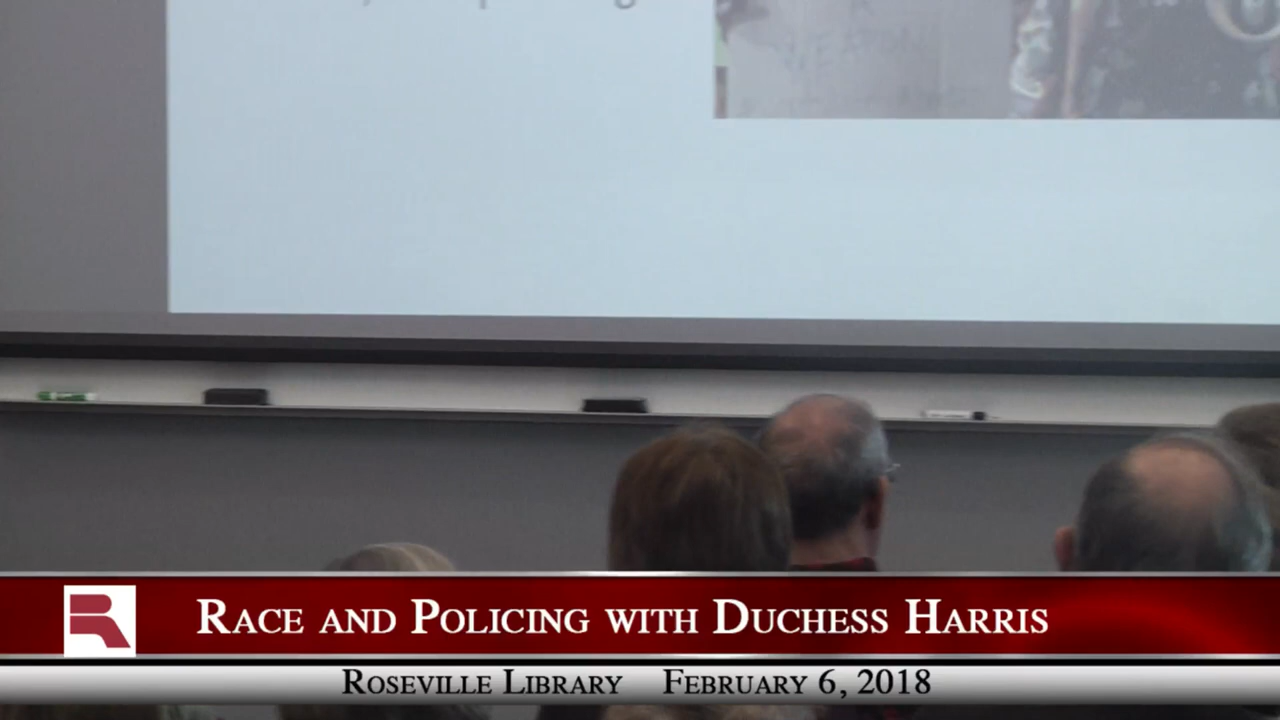 Race and Policing with Duchess Harris
Roseville Library February 6, 2018